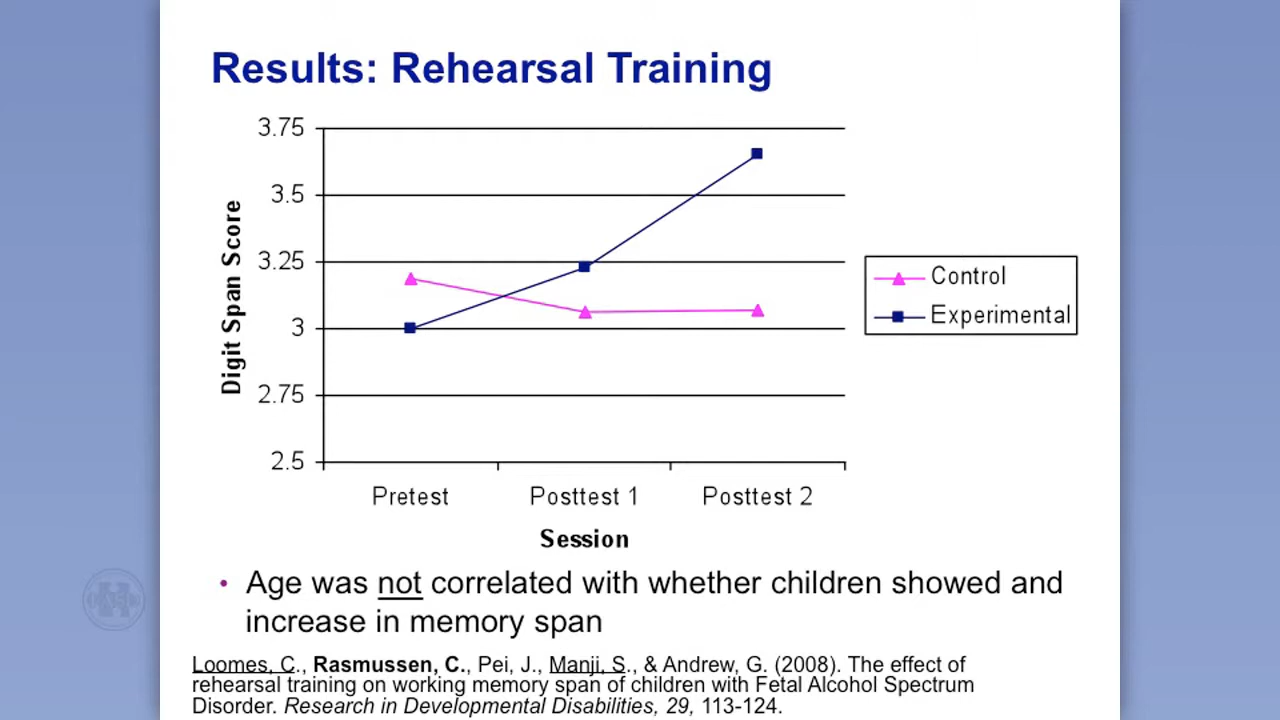 Results: Rehearsal Training
3.75
3.5
3.25
3
2.75
2.5
Digit Span Score
Control
Experimental
Pretest Posttest 1 Posttest 2
Session
• Age was not correlated with whether children showed and
increase in memory span
Loomes, C., Rasmussen, C., Pei, J., Manji, S., & Andrew, G. (2008). The effect of
rehearsal training on working memory span of children with Fetal Alcohol Spectrum
Disorder. Research in Developmental Disabilities, 29, 113-124.